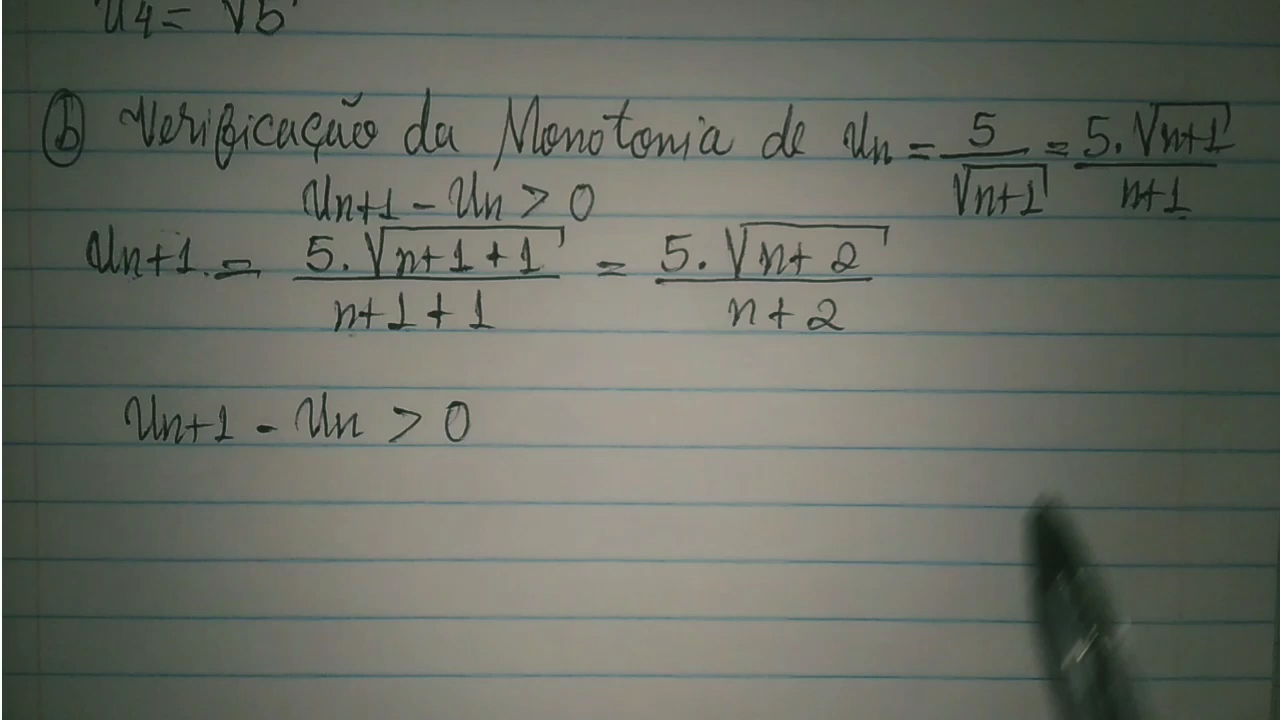 U4 = √5
b) Verificação da Monotonia de Un = 5/√(n+1) = 5.√(n+1)/(n+1)
Un+1 - Un > 0
Un+1 = 5.√(n+1+1)/(n+1+1) = 5.√(n+2)/(n+2)
Un+1 - Un > 0